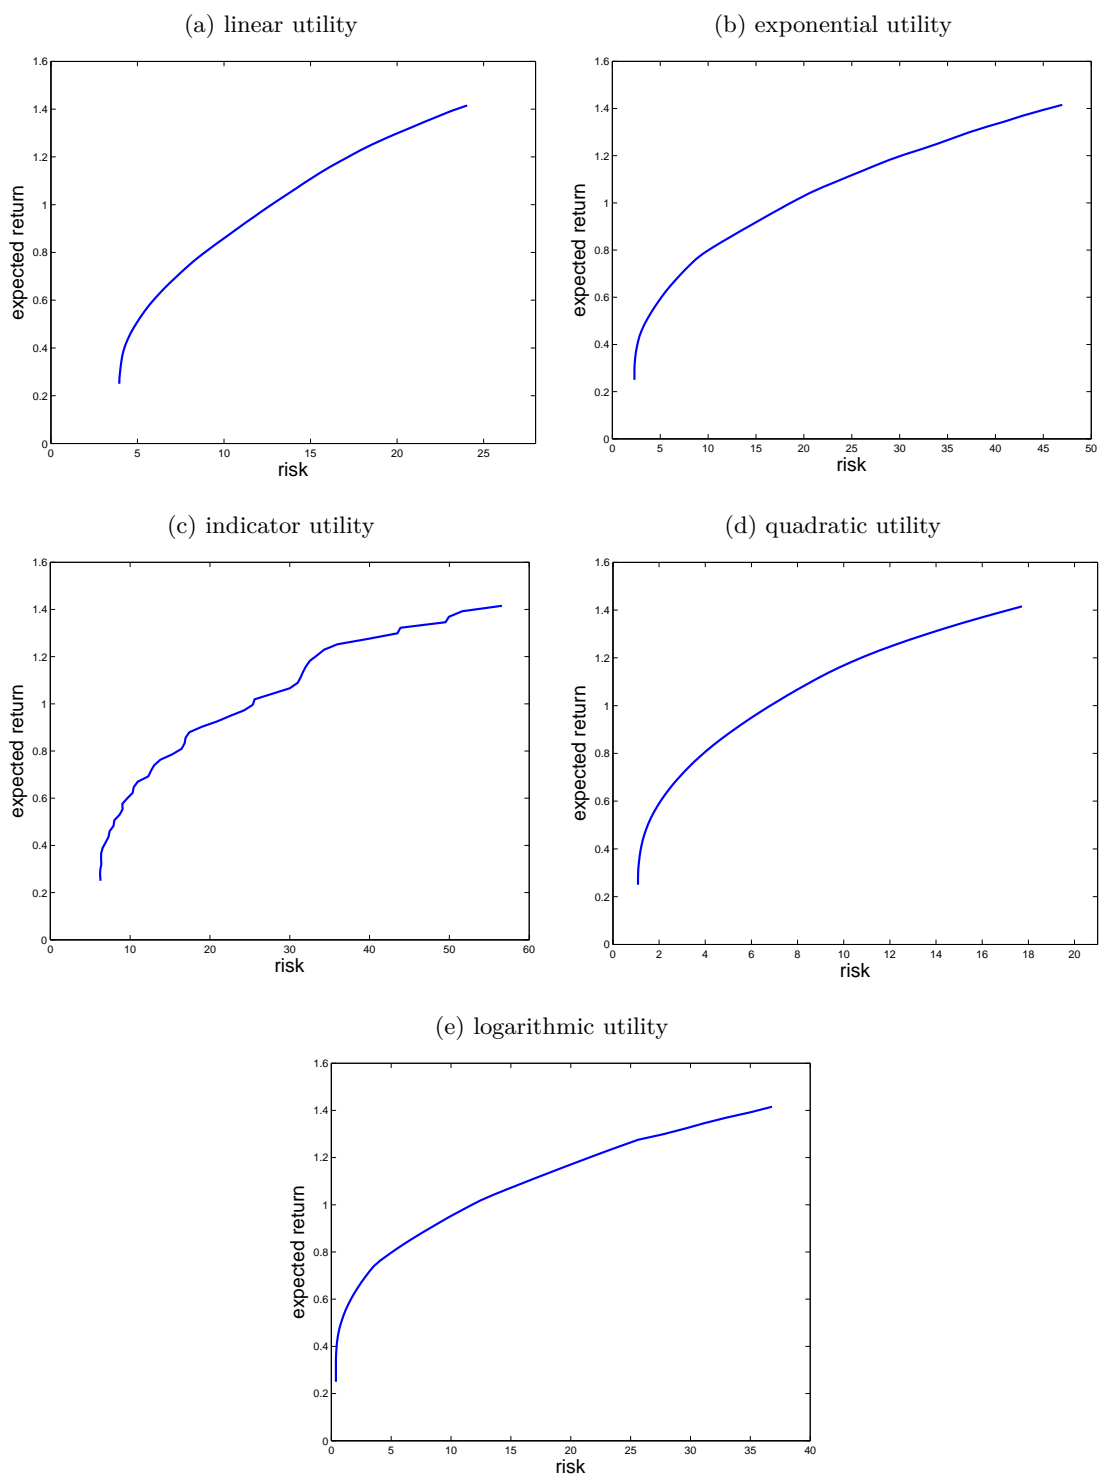 (a) linear utility
1.6
1.4
1.2
1
0.8
0.6
0.4
0.2
0
0 5 10 15 20 25
expected return
risk
(b) exponential utility
1.6
1.4
1.2
1
0.8
0.6
0.4
0.2
0
0 5 10 15 20 25 30 35 40 45 50
expected return
risk
(c) indicator utility
1.6
1.4
1.2
1
0.8
0.6
0.4
0.2
0
0 10 20 30 40 50 60
expected return
risk
(d) quadratic utility
1.6
1.4
1.2
1
0.8
0.6
0.4
0.2
0
0 2 4 6 8 10 12 14 16 18 20
expected return
risk
(e) logarithmic utility
1.6
1.4
1.2
1
0.8
0.6
0.4
0.2
0
0 5 10 15 20 25 30 35 40
expected return
risk